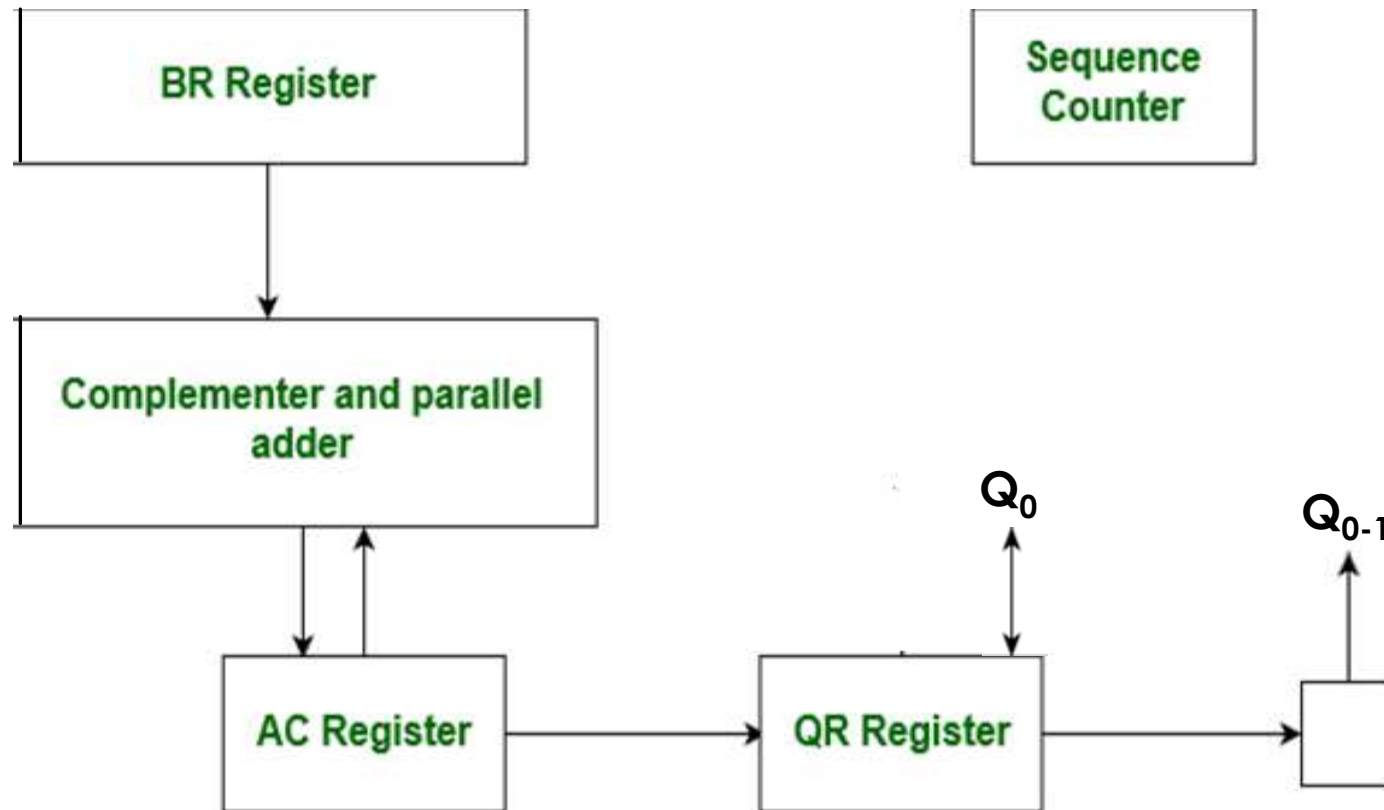 BR Register
Sequence
Counter
Complementer and parallel
adder
Q₀
Q₀₋₁
AC Register
QR Register